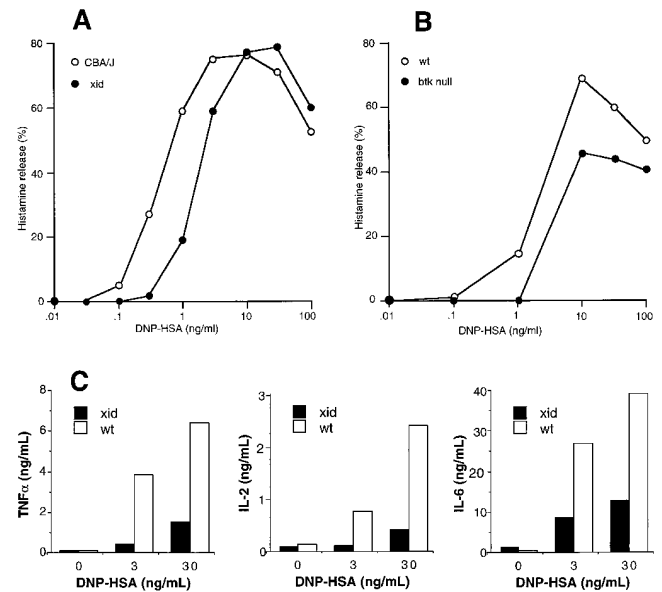 A
80
60
40
20
0
Histamine release (%)
CBA/J
xid
.01
.1
1
10
100
DNP-HSA (ng/ml)
B
80
60
40
20
0
Histamine release (%)
wt
btk null
.01
.1
1
10
100
DNP-HSA (ng/ml)
C
8
6
4
2
0
TNFα (ng/mL)
xid
wt
0 3 30
DNP-HSA (ng/mL)
3
2
1
0
IL-2 (ng/mL)
xid
wt
0 3 30
DNP-HSA (ng/mL)
40
30
20
10
0
IL-6 (ng/mL)
xid
wt
0 3 30
DNP-HSA (ng/mL)